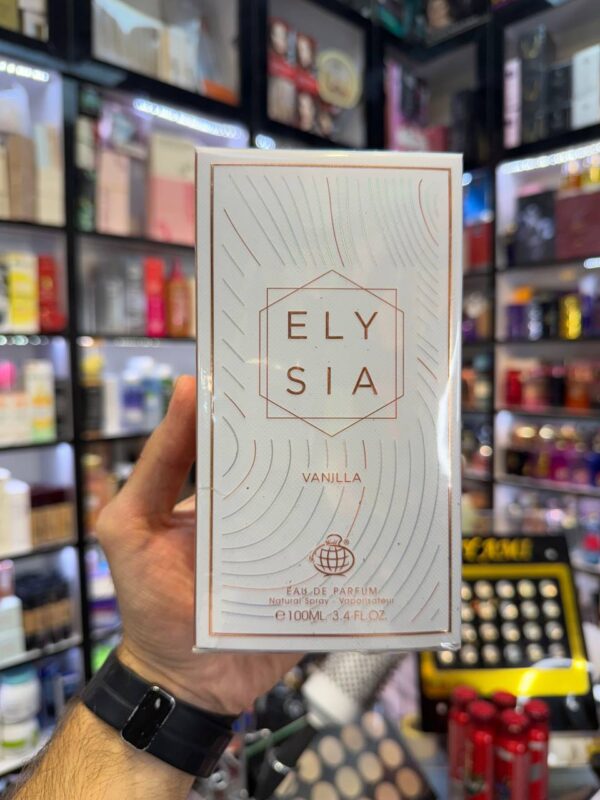 ELY
SIA
VANILLA
EAU DE PARFUM
Natural Spray - Vaporisateur
℮100ML 3.4 FL OZ.